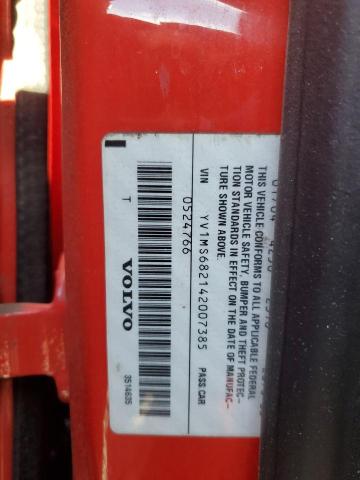 THIS VEHICLE CONFORMS TO ALL APPLICABLE FEDERAL
MOTOR VEHICLE SAFETY, BUMPER AND THEFT PROTEC-
TION STANDARDS IN EFFECT ON THE DATE OF MANUFAC-
TURE SHOWN ABOVE.
VIN YV1MS682142007385 PASS CAR
0524766
T VOLVO 3514635